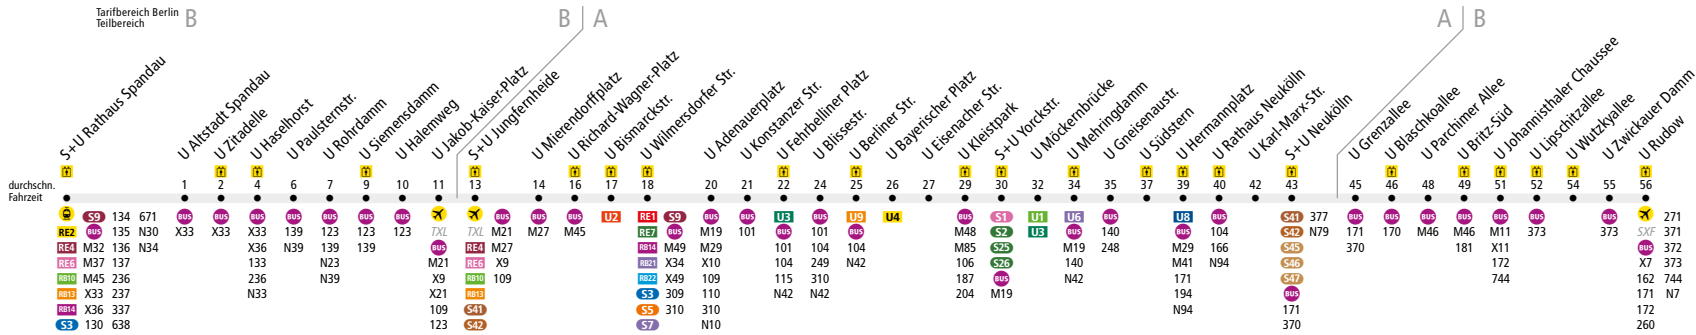 Tarifbereich Berlin
Teilbereich
B
B A
A B
S+U Rathaus Spandau
U Altstadt Spandau
U Zitadelle
U Haselhorst
U Paulsternstr.
U Rohrdamm
U Siemensdamm
U Halemweg
U Jakob-Kaiser-Platz
S+U Jungfernheide
U Mierendorffplatz
U Richard-Wagner-Platz
U Bismarckstr.
U Wilmersdorfer Str.
U Adenauerplatz
U Konstanzer Str.
U Fehrbelliner Platz
U Blissestr.
U Berliner Str.
U Bayerischer Platz
U Eisenacher Str.
U Kleistpark
S+U Yorckstr.
U Möckernbrücke
U Mehringdamm
U Gneisenaustr.
U Südstern
U Hermannplatz
U Rathaus Neukölln
U Karl-Marx-Str.
S+U Neukölln
U Grenzallee
U Blaschkoallee
U Parchimer Allee
U Britz-Süd
U Johannisthaler Chaussee
U Lipschitzallee
U Wutzkyallee
U Zwickauer Damm
U Rudow
durchschn.
Fahrzeit
1 2 4 6 7 9 10 11 13 14 16 17 18 20 21 22 24 25 26 27 29 30 32 34 35 37 39 40 42 43 45 46 48 49 51 52 54 55 56
S9 134 671
RE2 BUS 135 N30
RE4 M32 136 N34
RE6 M37 137
RB10 M45 236
RB13 X33 237
RB14 X36 337
S3 130 638
BUS
X33
BUS
X33
BUS
X33
X36
133
236
N33
BUS
139
N39
BUS
123
139
N23
N39
BUS
123
139
BUS
123
TXL
BUS
M21
X9
X21
109
123
BUS
TXL M21
RE4 M27
RE6 X9
RB10 109
RB13
S41
S42
BUS
M27
BUS
M45
U2
RE1 S9
RE7 BUS
RB14 M49
RB21 X34
RB22 X49
S3 309
S5 310
S7
BUS
M19
M29
X10
109
110
310
N10
BUS
101
U3
BUS
101
104
115
N42
BUS
101
104
249
310
N42
U9
BUS
104
N42
U4
BUS
M48
M85
106
187
204
S1
S2
S25
S26
BUS
M19
U1
U3
U6
BUS
M19
140
N42
BUS
140
248
U8
BUS
M29
M41
171
194
N94
BUS
104
166
N94
S41 377
S42 N79
S45
S46
S47
BUS
171
370
BUS
171
370
BUS
170
BUS
M46
BUS
M46
181
BUS
M11
X11
172
744
BUS
373
BUS
373
271
SXF 371
BUS 372
X7 373
162 744
171 N7
172
260